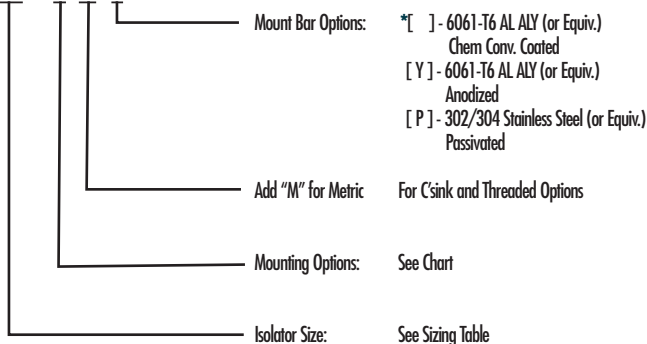 Mount Bar Options: *[ ] - 6061-T6 AL ALY (or Equiv.)
Chem Conv. Coated
[ Y ] - 6061-T6 AL ALY (or Equiv.)
Anodized
[ P ] - 302/304 Stainless Steel (or Equiv.)
Passivated
Add “M” for Metric For C’sink and Threaded Options
Mounting Options: See Chart
Isolator Size: See Sizing Table